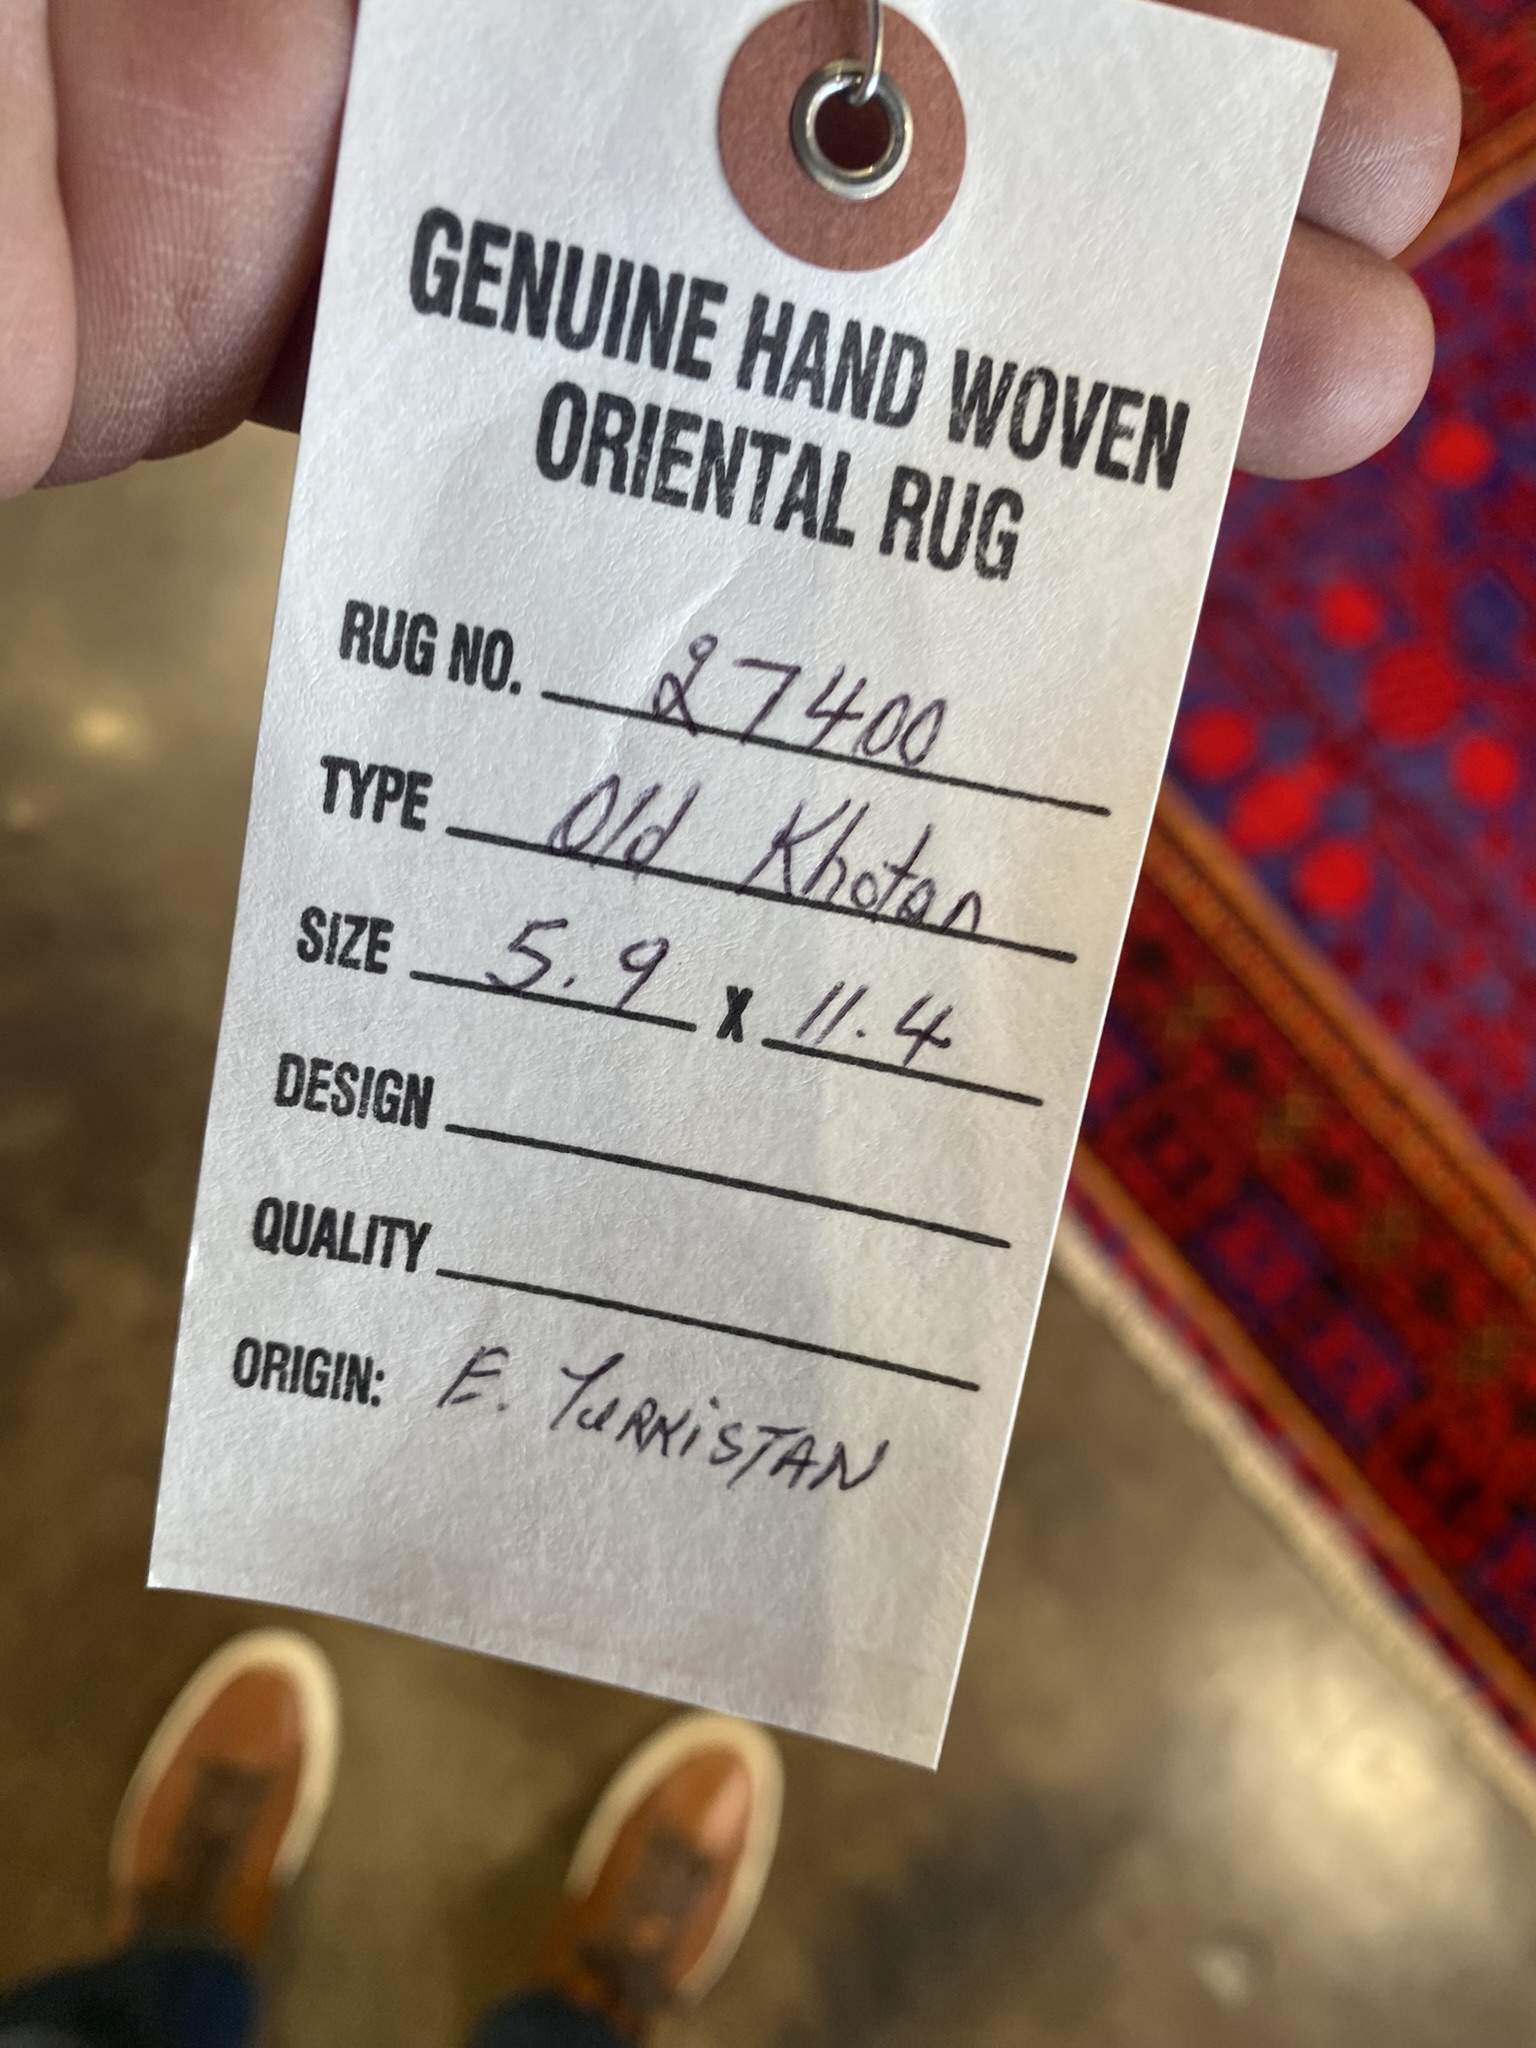 GENUINE HAND WOVEN
ORIENTAL RUG
RUG NO. 27400
TYPE Old Khotan
SIZE 5.9 X 11.4
DESIGN
QUALITY
ORIGIN: E. TURKiSTAN